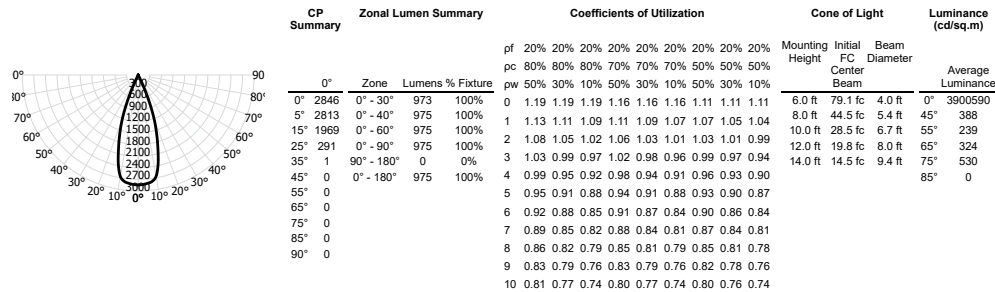 CP Summary
0°
0° 2846
5° 2813
15° 1969
25° 291
35° 1
45° 0
55° 0
65° 0
75° 0
85° 0
90° 0
Zonal Lumen Summary
Zone Lumens % Fixture
0° - 30° 973 100%
0° - 40° 975 100%
0° - 60° 975 100%
0° - 90° 975 100%
90° - 180° 0 0%
0° - 180° 975 100%
Coefficients of Utilization
ρf 20% 20% 20% 20% 20% 20% 20% 20% 20%
ρc 80% 80% 80% 70% 70% 70% 50% 50% 50%
ρw 50% 30% 10% 50% 30% 10% 50% 30% 10%
0 1.19 1.19 1.19 1.16 1.16 1.16 1.11 1.11 1.11
1 1.13 1.11 1.09 1.11 1.09 1.07 1.07 1.05 1.04
2 1.08 1.05 1.02 1.06 1.03 1.01 1.03 1.01 0.99
3 1.03 0.99 0.97 1.02 0.98 0.96 0.99 0.97 0.94
4 0.99 0.95 0.92 0.98 0.94 0.91 0.96 0.93 0.90
5 0.95 0.91 0.88 0.94 0.91 0.88 0.93 0.90 0.87
6 0.92 0.88 0.85 0.91 0.87 0.84 0.90 0.86 0.84
7 0.89 0.85 0.82 0.88 0.84 0.81 0.87 0.84 0.81
8 0.86 0.82 0.79 0.85 0.81 0.79 0.85 0.81 0.78
9 0.83 0.79 0.76 0.83 0.79 0.76 0.82 0.78 0.76
10 0.81 0.77 0.74 0.80 0.77 0.74 0.80 0.76 0.74
Cone of Light
Mounting Height Initial FC Center Beam Beam Diameter
6.0 ft 79.1 fc 4.0 ft
8.0 ft 44.5 fc 5.4 ft
10.0 ft 28.5 fc 6.7 ft
12.0 ft 19.8 fc 8.0 ft
14.0 ft 14.5 fc 9.4 ft
Luminance (cd/sq.m)
Average Luminance
0° 3900590
45° 388
55° 239
65° 324
75° 530
85° 0
0° 90
80°
70° 70°
60° 60°
50° 50°
40° 40°
30° 30°
20° 10° 0° 10° 20°
300
600
900
1200
1500
1800
2100
2400
2700
3000